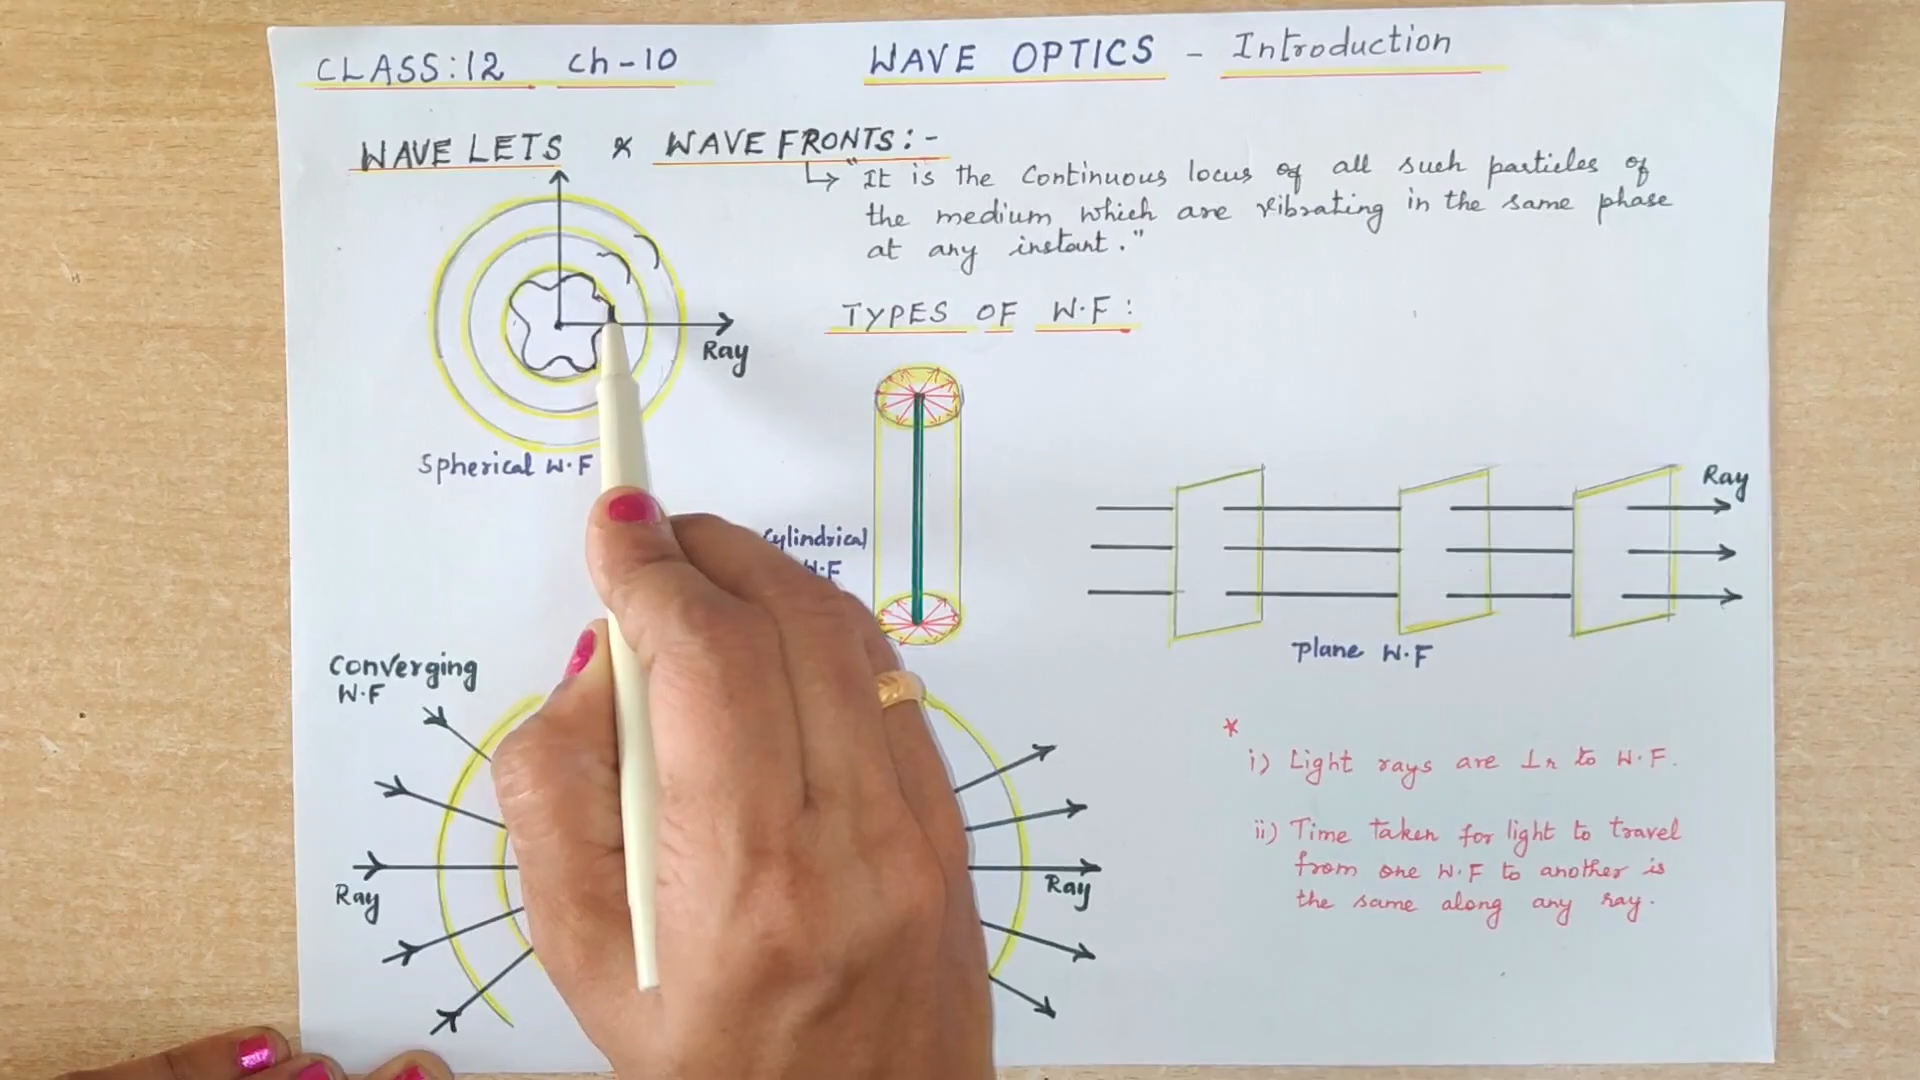 CLASS:12 Ch-10 WAVE OPTICS - Introduction
WAVE LETS & WAVE FRONTS:-
"It is the Continuous locus of all such particles of
the medium, which are vibrating in the same phase
at any instant."
TYPES OF W.F:
Ray
Spherical W.F
Cylindrical
W.F
Ray
plane W.F
Converging
W.F
Ray
Ray
*
i) Light rays are ⊥r to W.F.
ii) Time taken for light to travel
from one W.F to another is
the same along any ray.